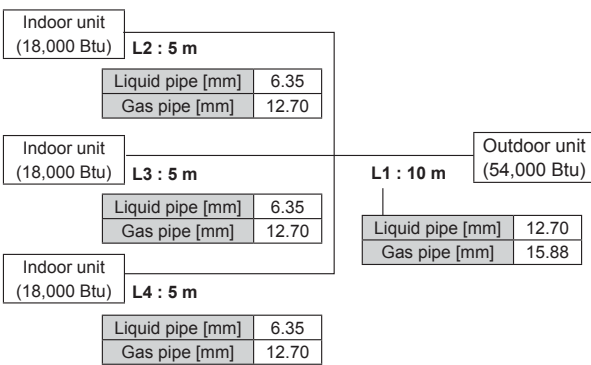 Indoor unit
(18,000 Btu)
L2 : 5 m
Liquid pipe [mm] 6.35
Gas pipe [mm] 12.70
Indoor unit
(18,000 Btu)
L3 : 5 m
Liquid pipe [mm] 6.35
Gas pipe [mm] 12.70
Indoor unit
(18,000 Btu)
L4 : 5 m
Liquid pipe [mm] 6.35
Gas pipe [mm] 12.70
Outdoor unit
(54,000 Btu)
L1 : 10 m
Liquid pipe [mm] 12.70
Gas pipe [mm] 15.88